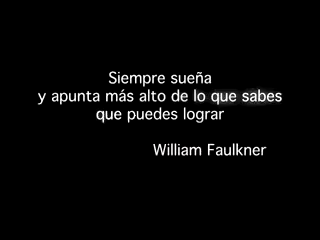 Siempre sueña
y apunta más alto de lo que sabes
que puedes lograr
William Faulkner